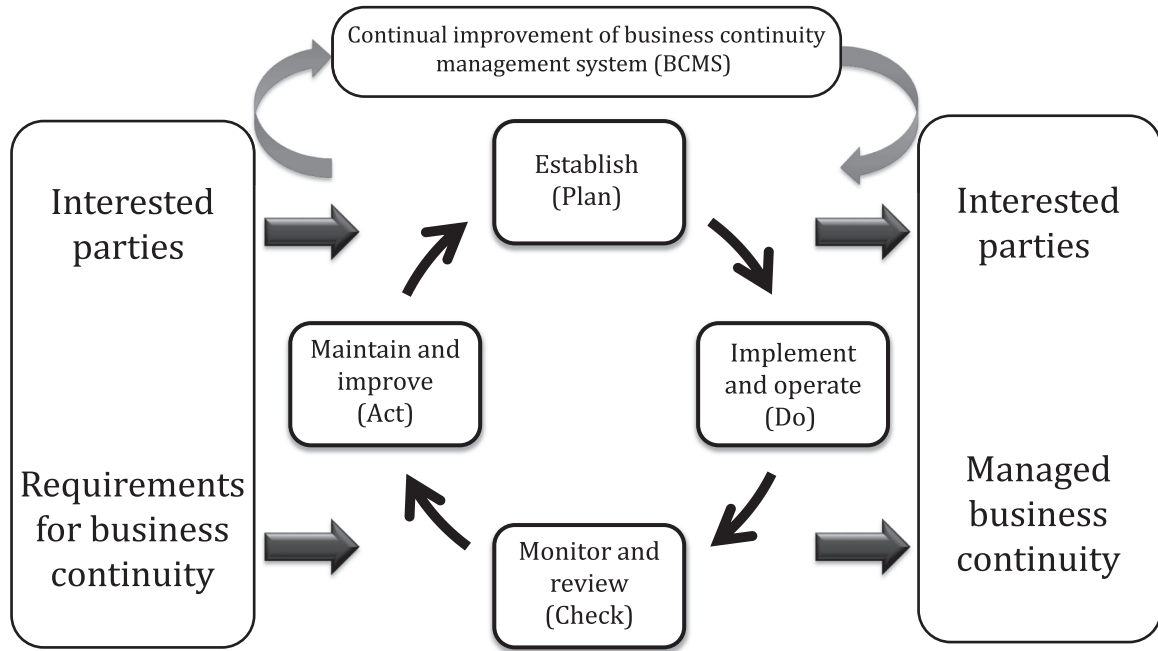 Continual improvement of business continuity
management system (BCMS)
Establish
(Plan)
Interested
parties
Interested
parties
Maintain and
improve
(Act)
Implement
and operate
(Do)
Requirements
for business
continuity
Managed
business
continuity
Monitor and
review
(Check)